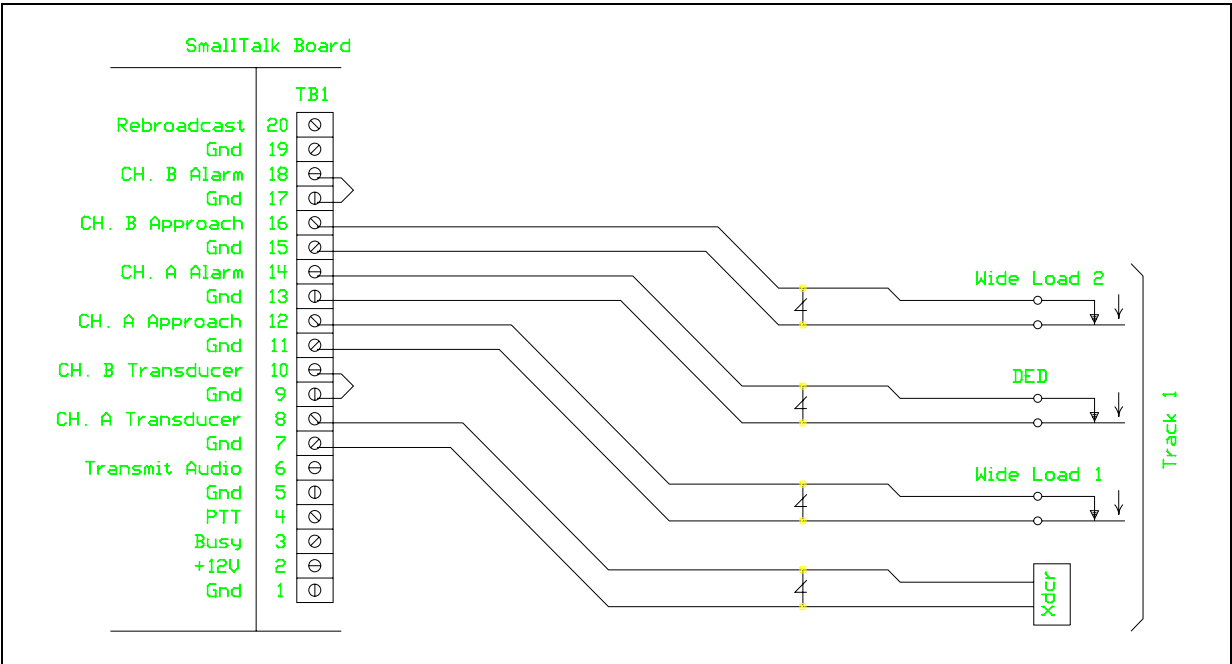 SmallTalk Board
TB1
Rebroadcast 20
Gnd 19
CH. B Alarm 18
Gnd 17
CH. B Approach 16
Gnd 15
CH. A Alarm 14
Gnd 13
CH. A Approach 12
Gnd 11
CH. B Transducer 10
Gnd 9
CH. A Transducer 8
Gnd 7
Transmit Audio 6
Gnd 5
PTT 4
Busy 3
+12V 2
Gnd 1
Wide Load 2
DED
Wide Load 1
Xdcr
Track 1